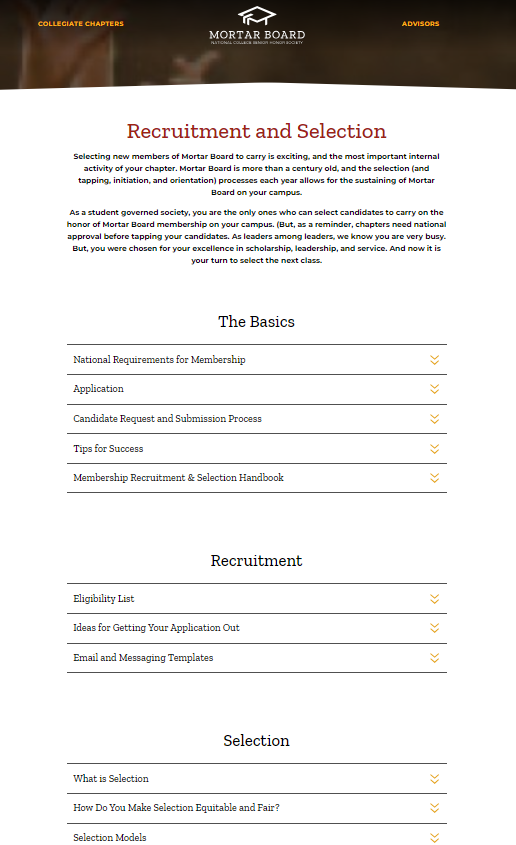 COLLEGIATE CHAPTERS
MORTAR BOARD
NATIONAL COLLEGE SENIOR HONOR SOCIETY
ADVISORS
Recruitment and Selection
Selecting new members of Mortar Board to carry is exciting, and the most important internal
activity of your chapter. Mortar Board is more than a century old, and the selection (and
tapping, initiation, and orientation) processes each year allows for the sustaining of Mortar
Board on your campus.
As a student governed society, you are the only ones who can select candidates to carry on the
honor of Mortar Board membership on your campus. (But, as a reminder, chapters need national
approval before tapping your candidates. As leaders among leaders, we know you are very busy.
But, you were chosen for your excellence in scholarship, leadership, and service. And now it is
your turn to select the next class.
The Basics
National Requirements for Membership
Application
Candidate Request and Submission Process
Tips for Success
Membership Recruitment & Selection Handbook
Recruitment
Eligibility List
Ideas for Getting Your Application Out
Email and Messaging Templates
Selection
What is Selection
How Do You Make Selection Equitable and Fair?
Selection Models